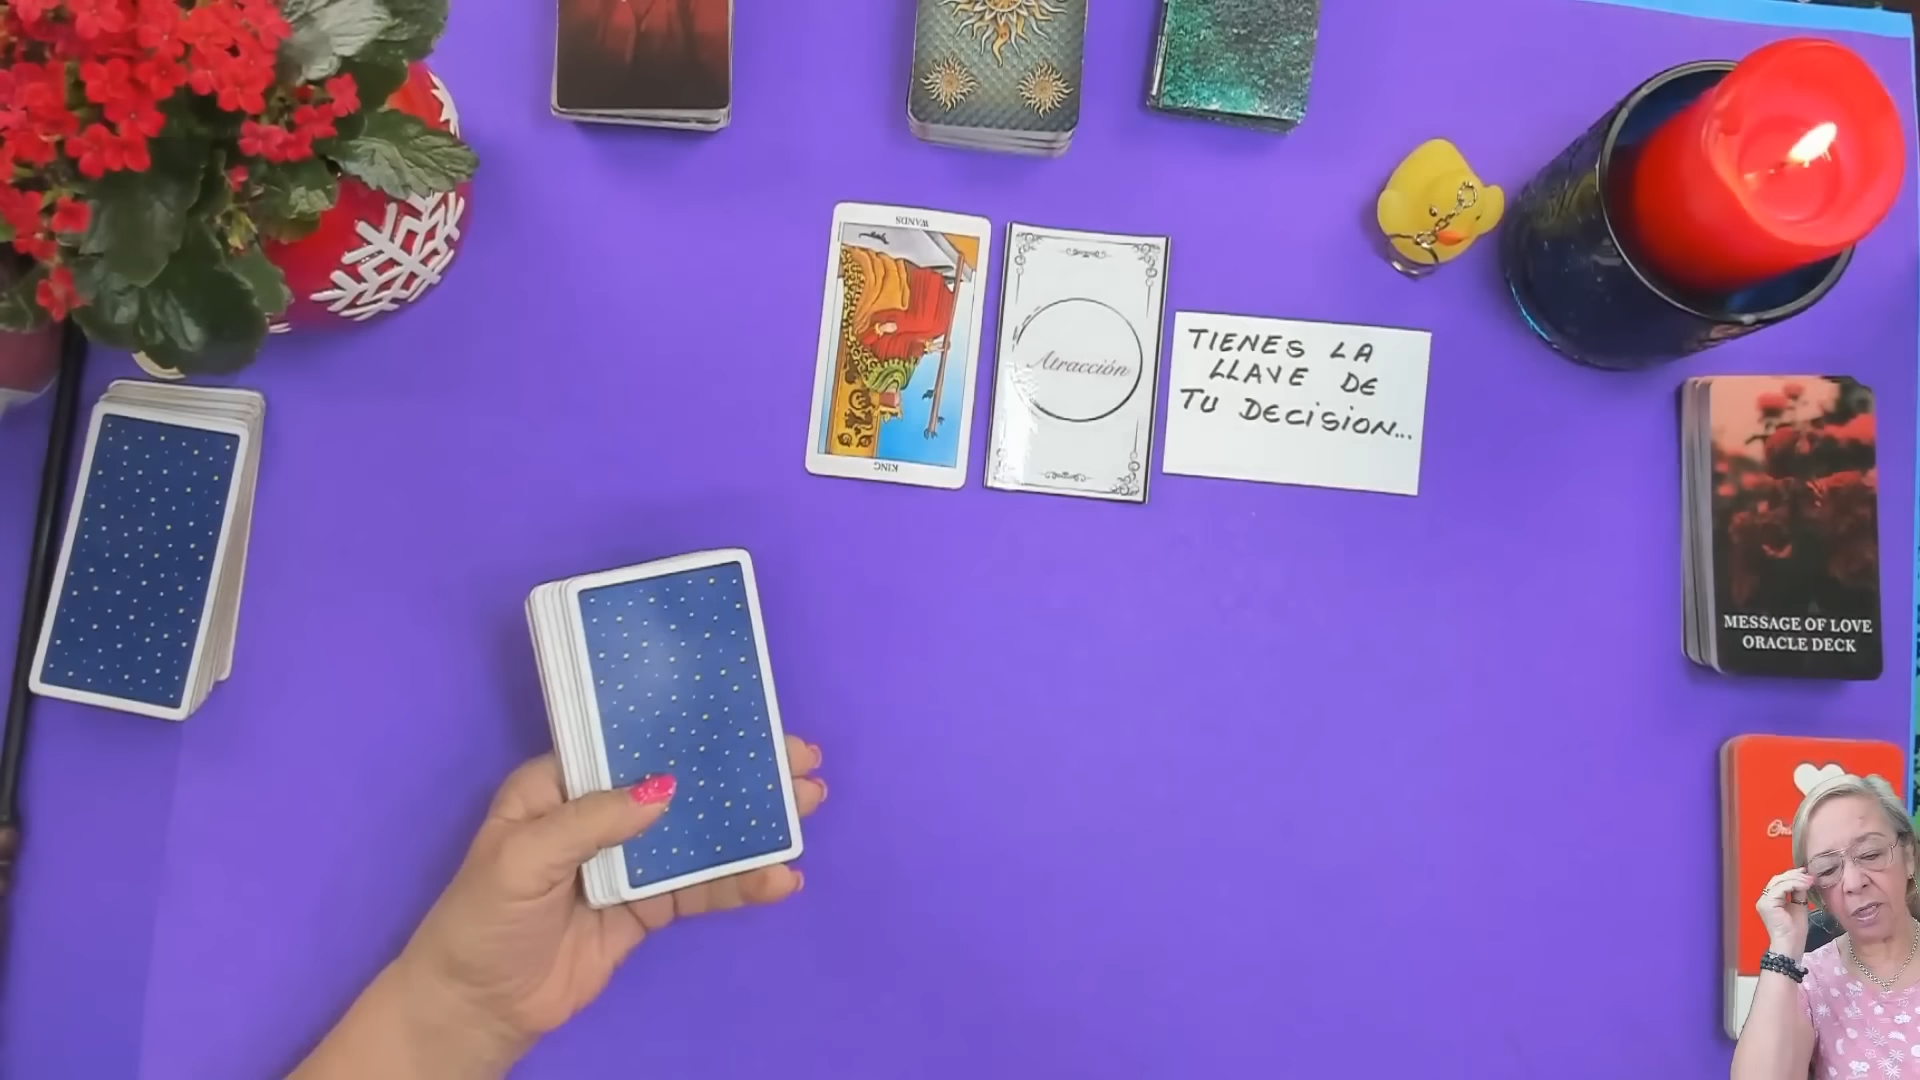 WANDS
KING
Atracción
TIENES LA
LLAVE DE
TU DECISION...
MESSAGE OF LOVE
ORACLE DECK